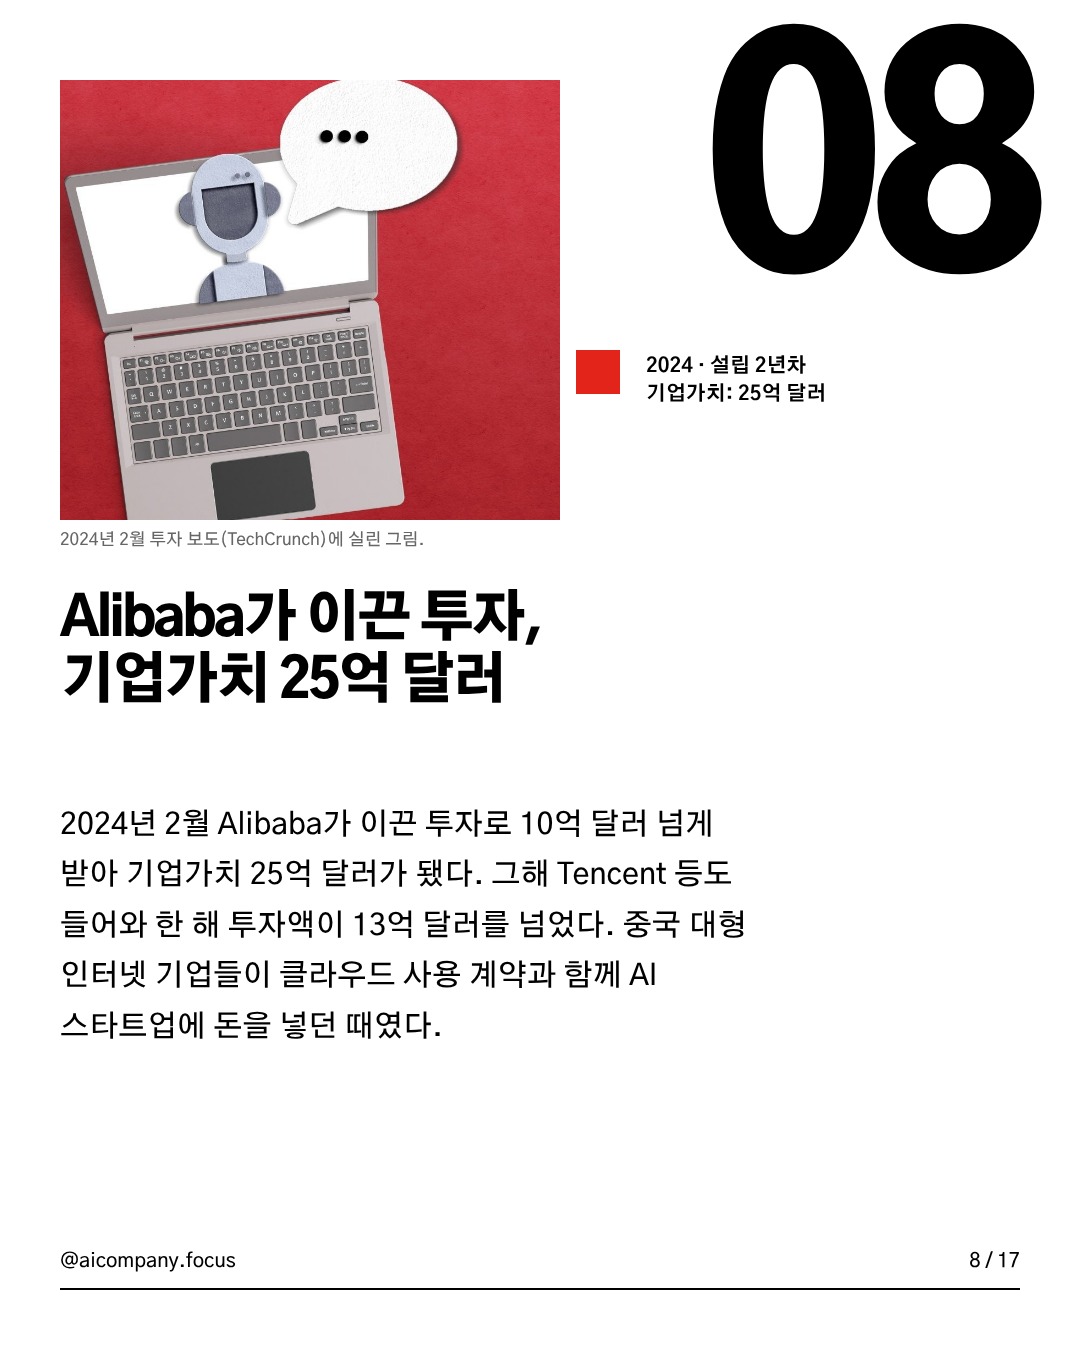 08
2024 · 설립 2년차
기업가치: 25억 달러
2024년 2월 투자 보도(TechCrunch)에 실린 그림.
Alibaba가 이끈 투자,
기업가치 25억 달러
2024년 2월 Alibaba가 이끈 투자로 10억 달러 넘게
받아 기업가치 25억 달러가 됐다. 그해 Tencent 등도
들어와 한 해 투자액이 13억 달러를 넘었다. 중국 대형
인터넷 기업들이 클라우드 사용 계약과 함께 AI
스타트업에 돈을 넣던 때였다.
@aicompany.focus
8 / 17